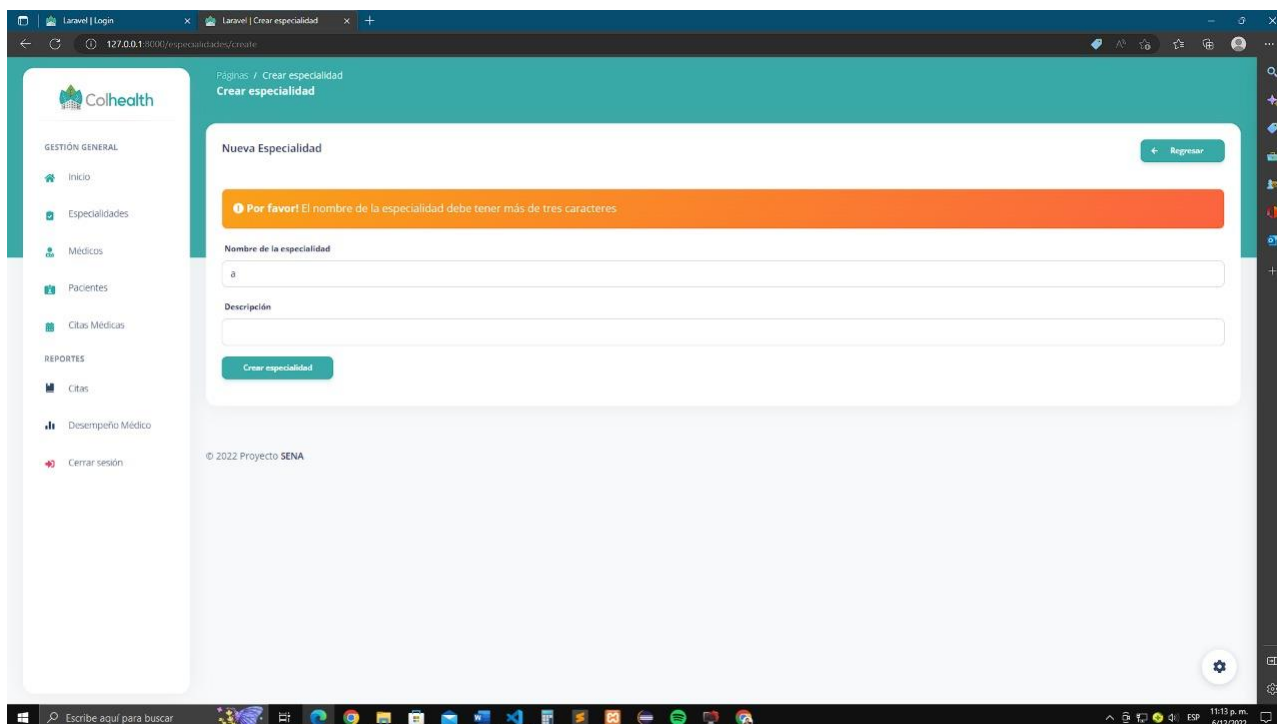 Laravel | Login
Laravel | Crear especialidad
127.0.0.1:8000/especialidades/create
Colhealth
GESTIÓN GENERAL
Inicio
Especialidades
Médicos
Pacientes
Citas Médicas
REPORTES
Citas
Desempeño Médico
Cerrar sesión
Páginas / Crear especialidad
Crear especialidad
Nueva Especialidad
Regresar
Por favor! El nombre de la especialidad debe tener más de tres caracteres
Nombre de la especialidad
a
Descripción
Crear especialidad
© 2022 Proyecto SENA
Escribe aquí para buscar
ESP
11:13 p. m.
6/12/2022